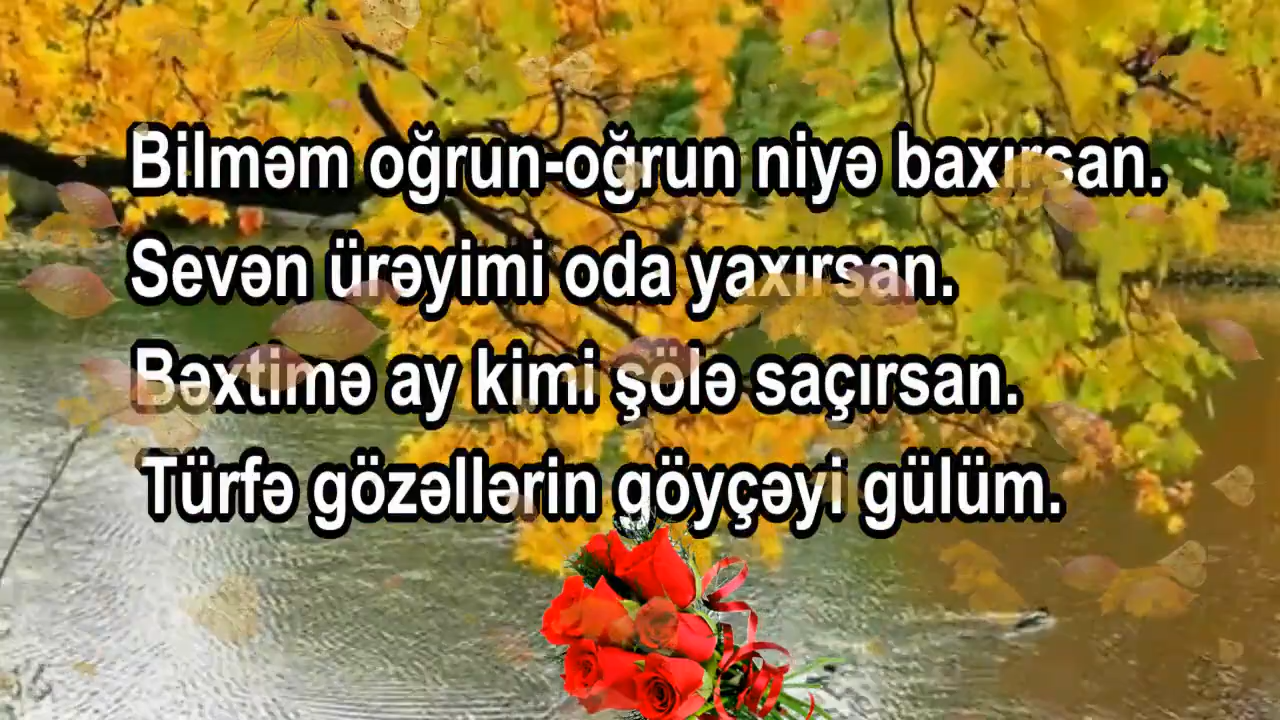 Bilməm oğrun-oğrun niyə baxırsan.
Sevən ürəyimi oda yaxırsan.
Bəxtimə ay kimi şölə saçırsan.
Türfə gözəllərin göyçəyi gülüm.